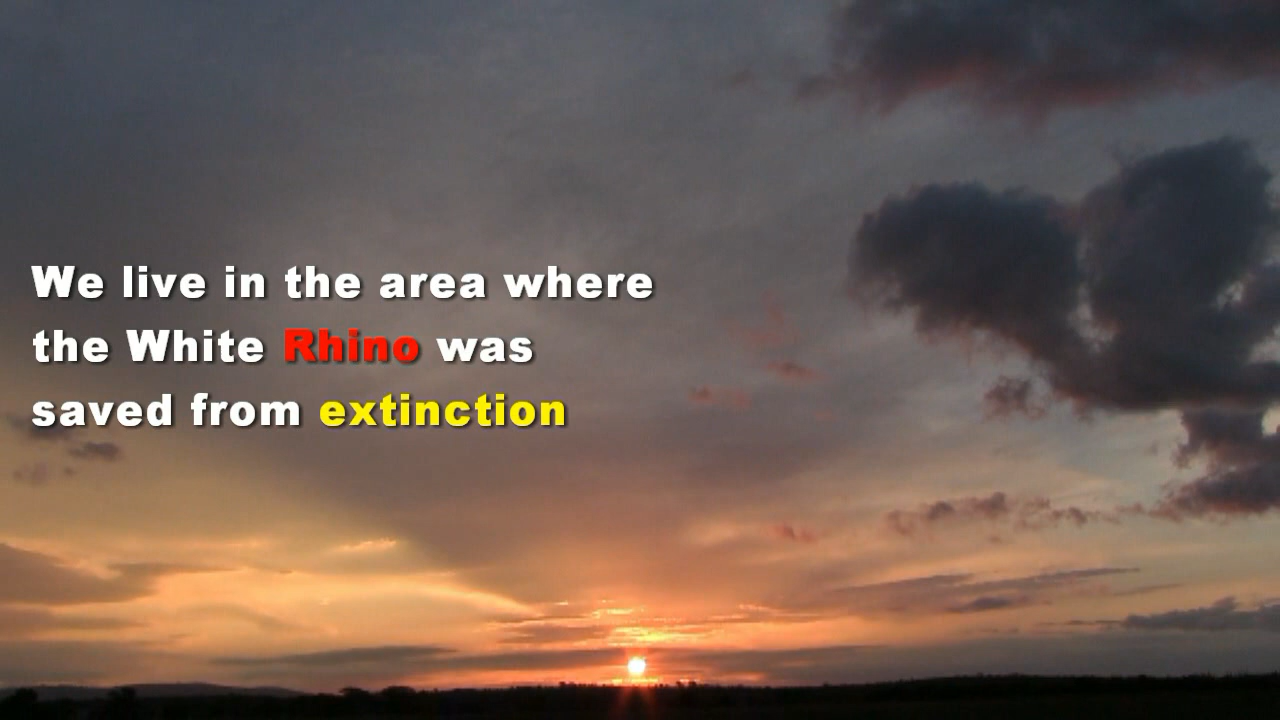 We live in the area where
the White Rhino was
saved from extinction